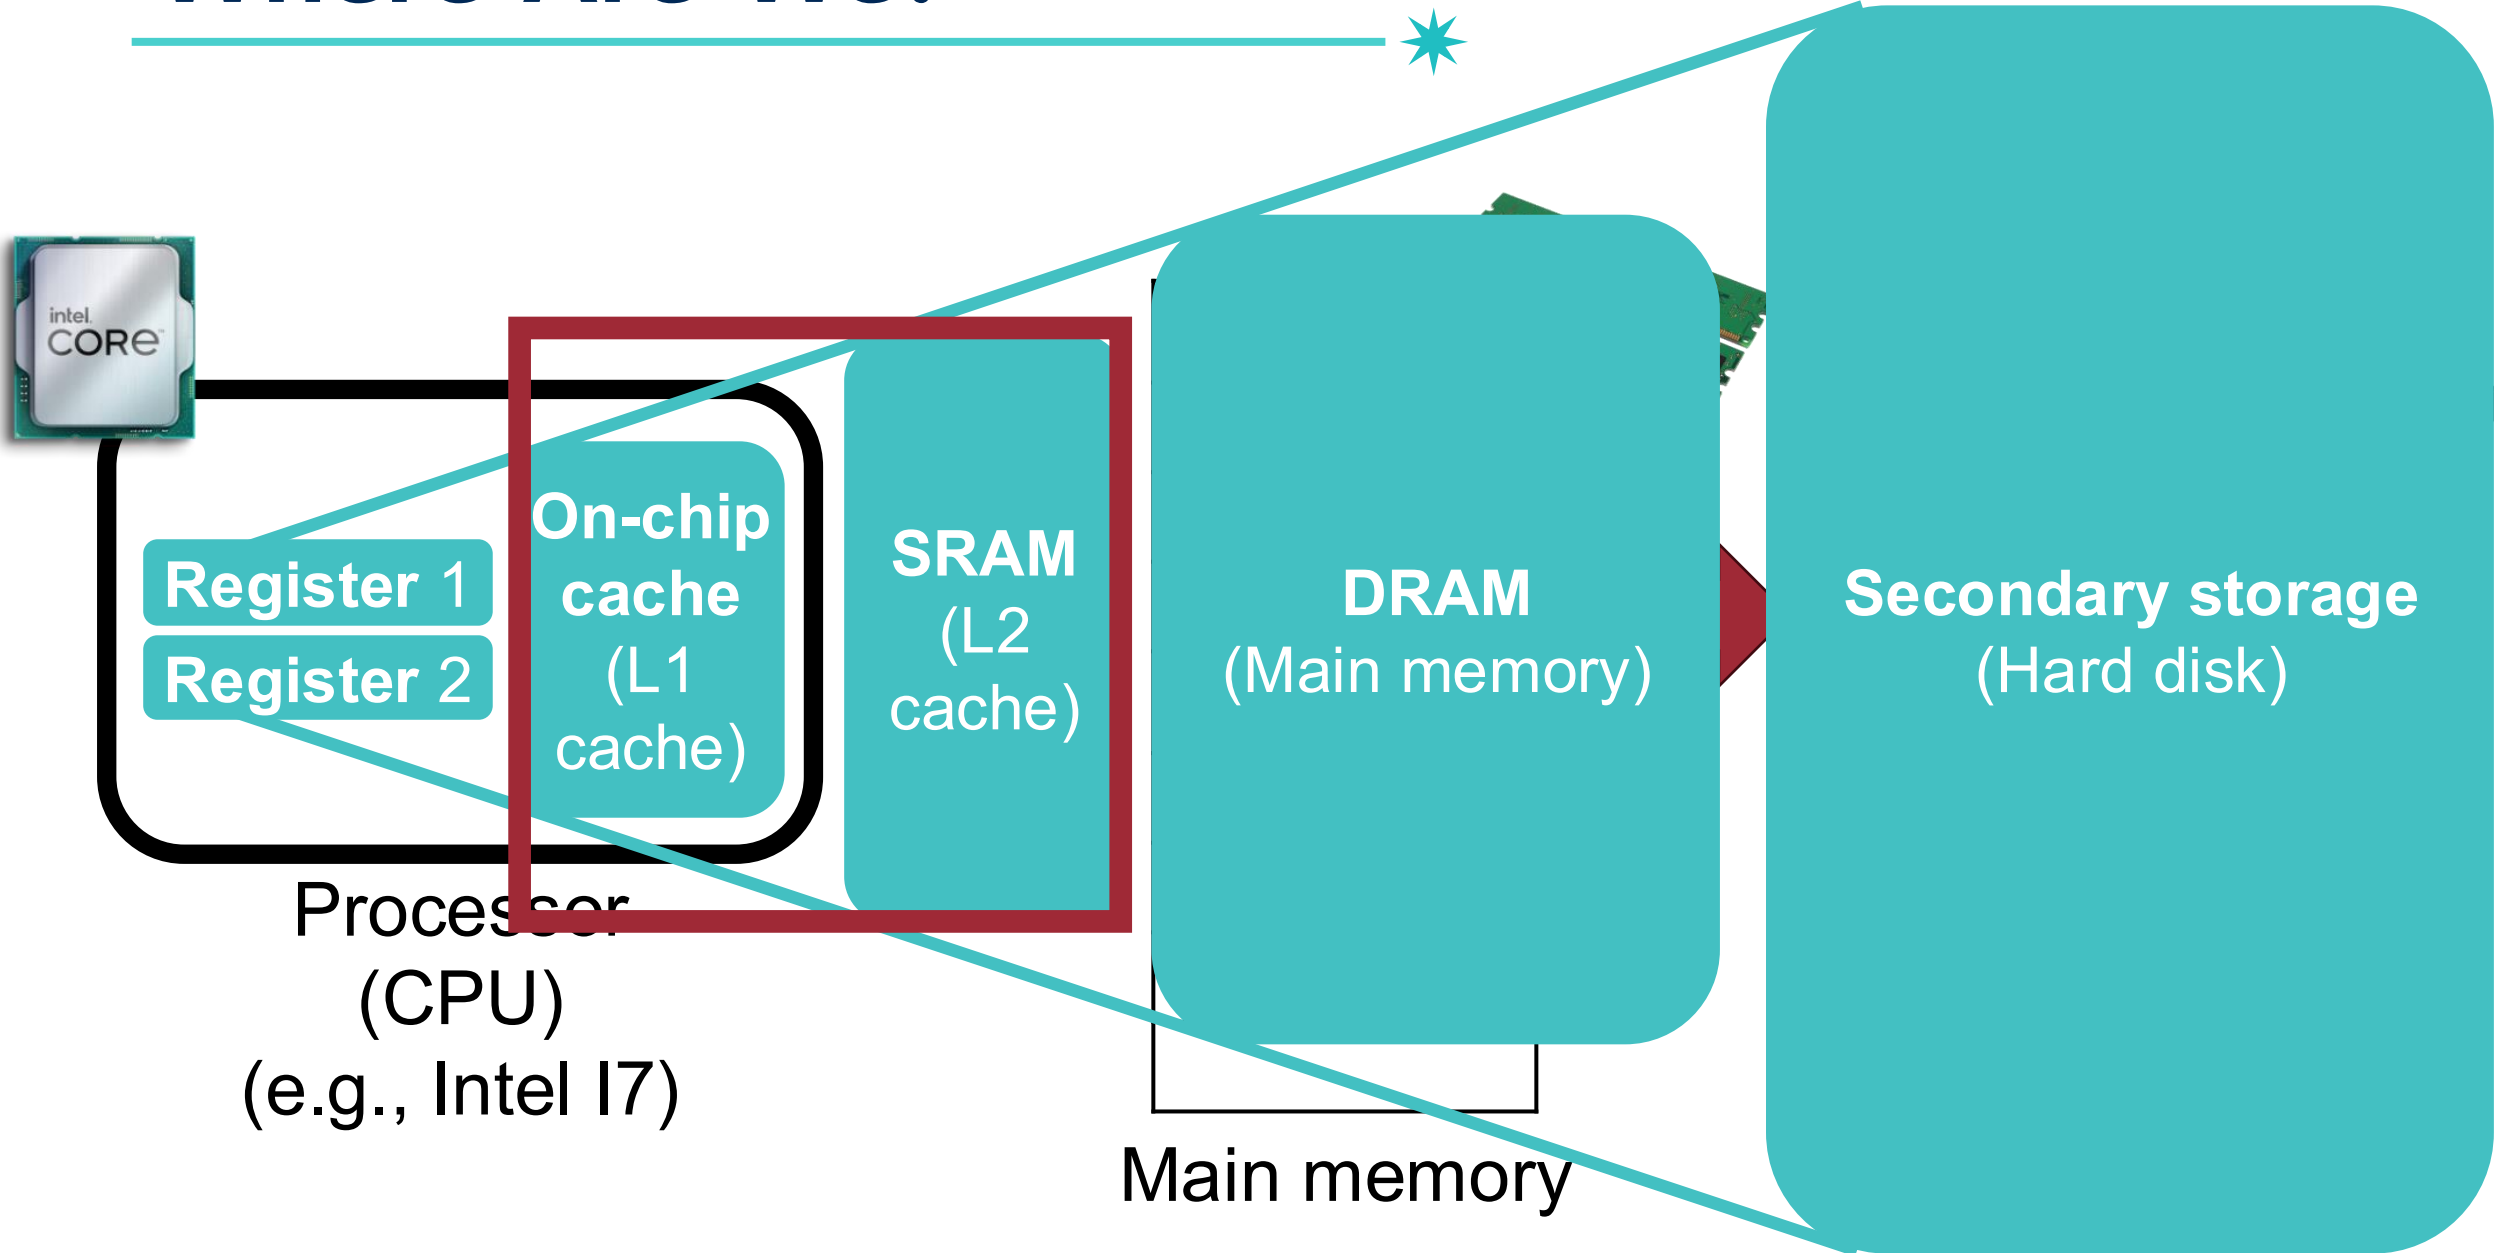 intel.
CORE
Register 1
Register 2
On-chip
cache
(L1
cache)
SRAM
(L2
cache)
DRAM
(Main memory)
Secondary storage
(Hard disk)
Processor
(CPU)
(e.g., Intel I7)
Main memory